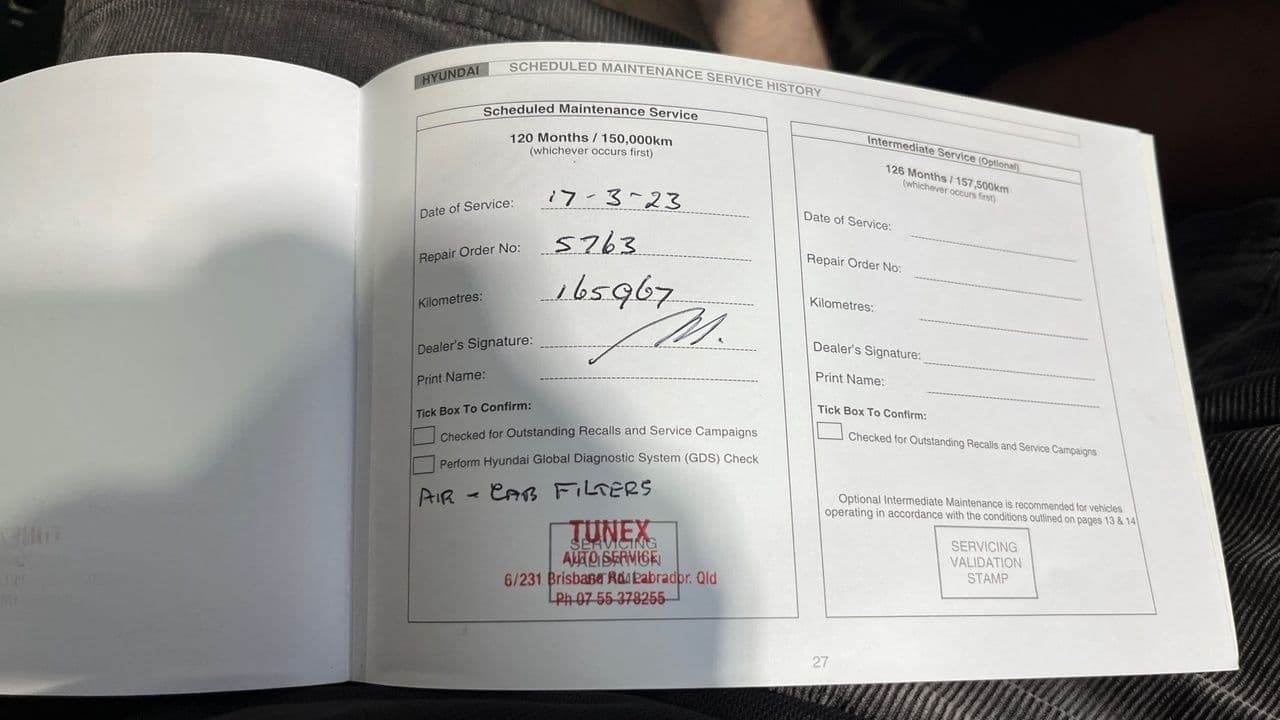 HYUNDAI SCHEDULED MAINTENANCE SERVICE HISTORY
Scheduled Maintenance Service
120 Months / 150,000km
(whichever occurs first)
Date of Service: 17-3-23
Repair Order No: 5763
Kilometres: 165967
Dealer's Signature:
Print Name:
Tick Box To Confirm:
Checked for Outstanding Recalls and Service Campaigns
Perform Hyundai Global Diagnostic System (GDS) Check
AIR - CAB FILTERS
TUNEX
SERVICING
AUTO SERVICE
VALIDATION
6/231 Brisbane Rd. Labrador. Qld
Ph 07 55 378255
Intermediate Service (Optional)
126 Months / 157,500km
(whichever occurs first)
Date of Service:
Repair Order No:
Kilometres:
Dealer's Signature:
Print Name:
Tick Box To Confirm:
Checked for Outstanding Recalls and Service Campaigns
Optional Intermediate Maintenance is recommended for vehicles
operating in accordance with the conditions outlined on pages 13 & 14
SERVICING
VALIDATION
STAMP
27